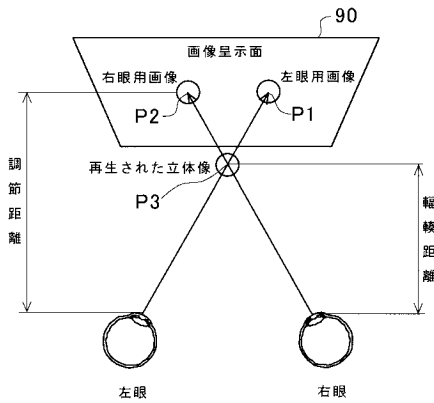 90
画像呈示面
右眼用画像
左眼用画像
P2
P1
再生された立体像
P3
調節距離
輻輳距離
左眼
右眼